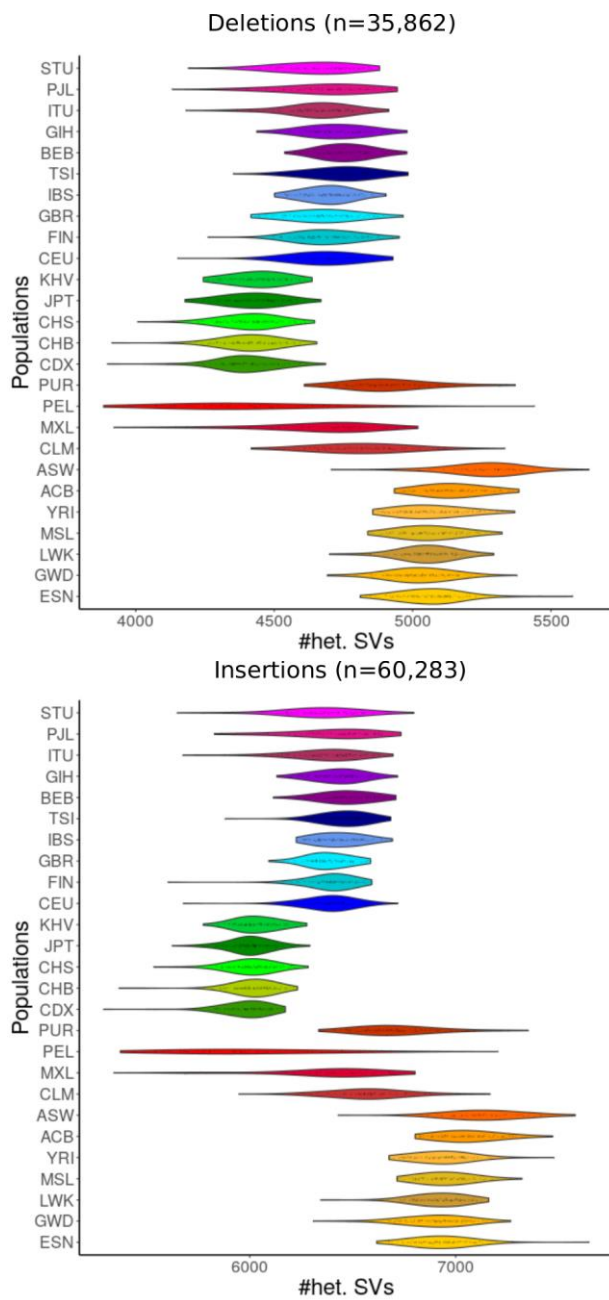 Deletions (n=35,862)
Populations
STU
PJL
ITU
GIH
BEB
TSI
IBS
GBR
FIN
CEU
KHV
JPT
CHS
CHB
CDX
PUR
PEL
MXL
CLM
ASW
ACB
YRI
MSL
LWK
GWD
ESN
4000 4500 5000 5500
#het. SVs
Insertions (n=60,283)
Populations
STU
PJL
ITU
GIH
BEB
TSI
IBS
GBR
FIN
CEU
KHV
JPT
CHS
CHB
CDX
PUR
PEL
MXL
CLM
ASW
ACB
YRI
MSL
LWK
GWD
ESN
6000 7000
#het. SVs